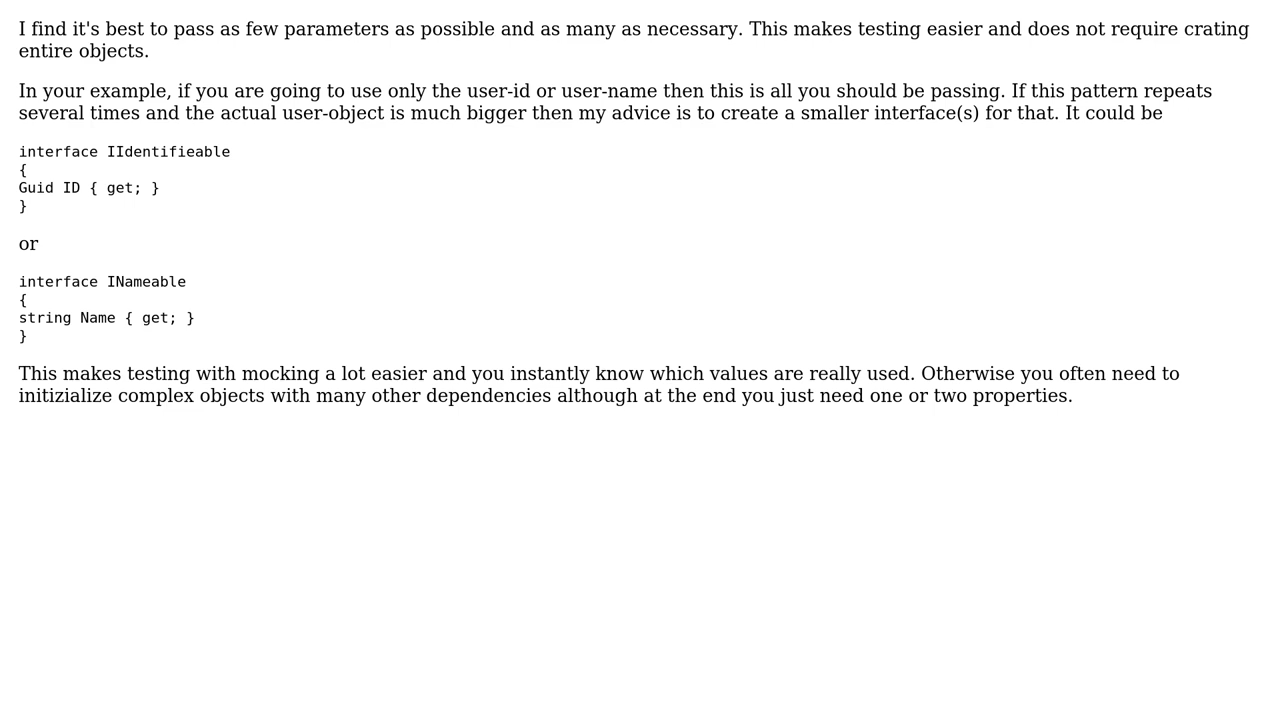 I find it's best to pass as few parameters as possible and as many as necessary. This makes testing easier and does not require crating
entire objects.
In your example, if you are going to use only the user-id or user-name then this is all you should be passing. If this pattern repeats
several times and the actual user-object is much bigger then my advice is to create a smaller interface(s) for that. It could be
interface IIdentifieable
{
Guid ID { get; }
}
or
interface INameable
{
string Name { get; }
}
This makes testing with mocking a lot easier and you instantly know which values are really used. Otherwise you often need to
initizialize complex objects with many other dependencies although at the end you just need one or two properties.